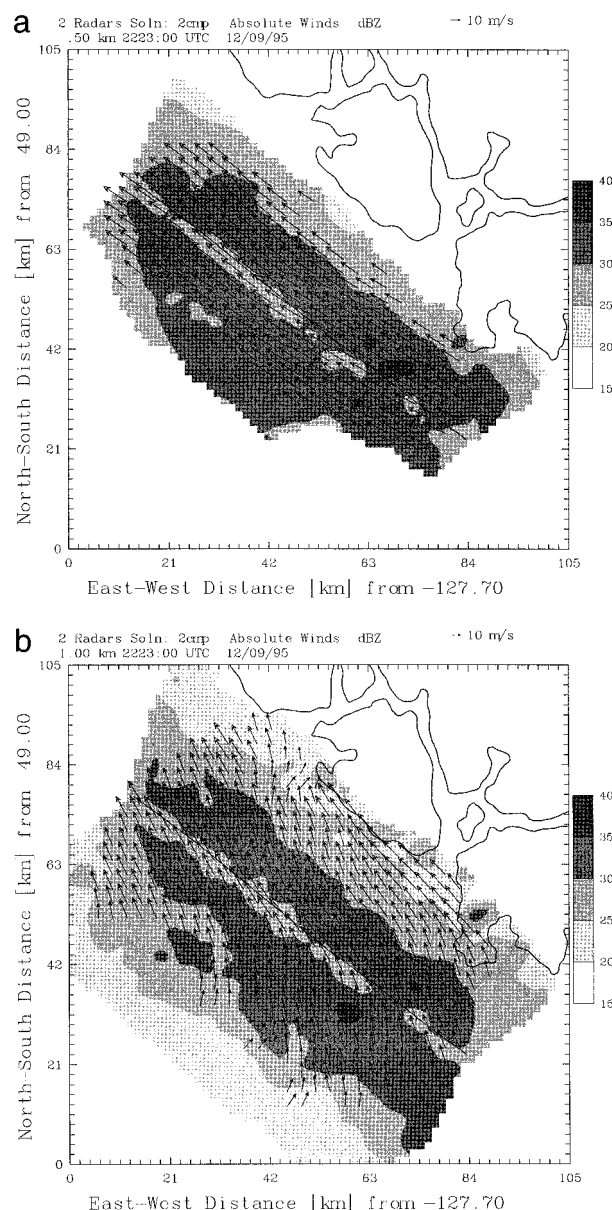 a
2 Radars Soln: 2cmp Absolute Winds dBZ → 10 m/s
.50 km 2223:00 UTC 12/09/95
North-South Distance [km] from 49.00
105
84
63
42
21
0
40
35
30
25
20
15
0 21 42 63 84 105
East-West Distance [km] from -127.70
b
2 Radars Soln: 2cmp Absolute Winds dBZ → 10 m/s
1.00 km 2223:00 UTC 12/09/95
North-South Distance [km] from 49.00
105
84
63
42
21
0
40
35
30
25
20
15
0 21 42 63 84 105
East-West Distance [km] from -127.70